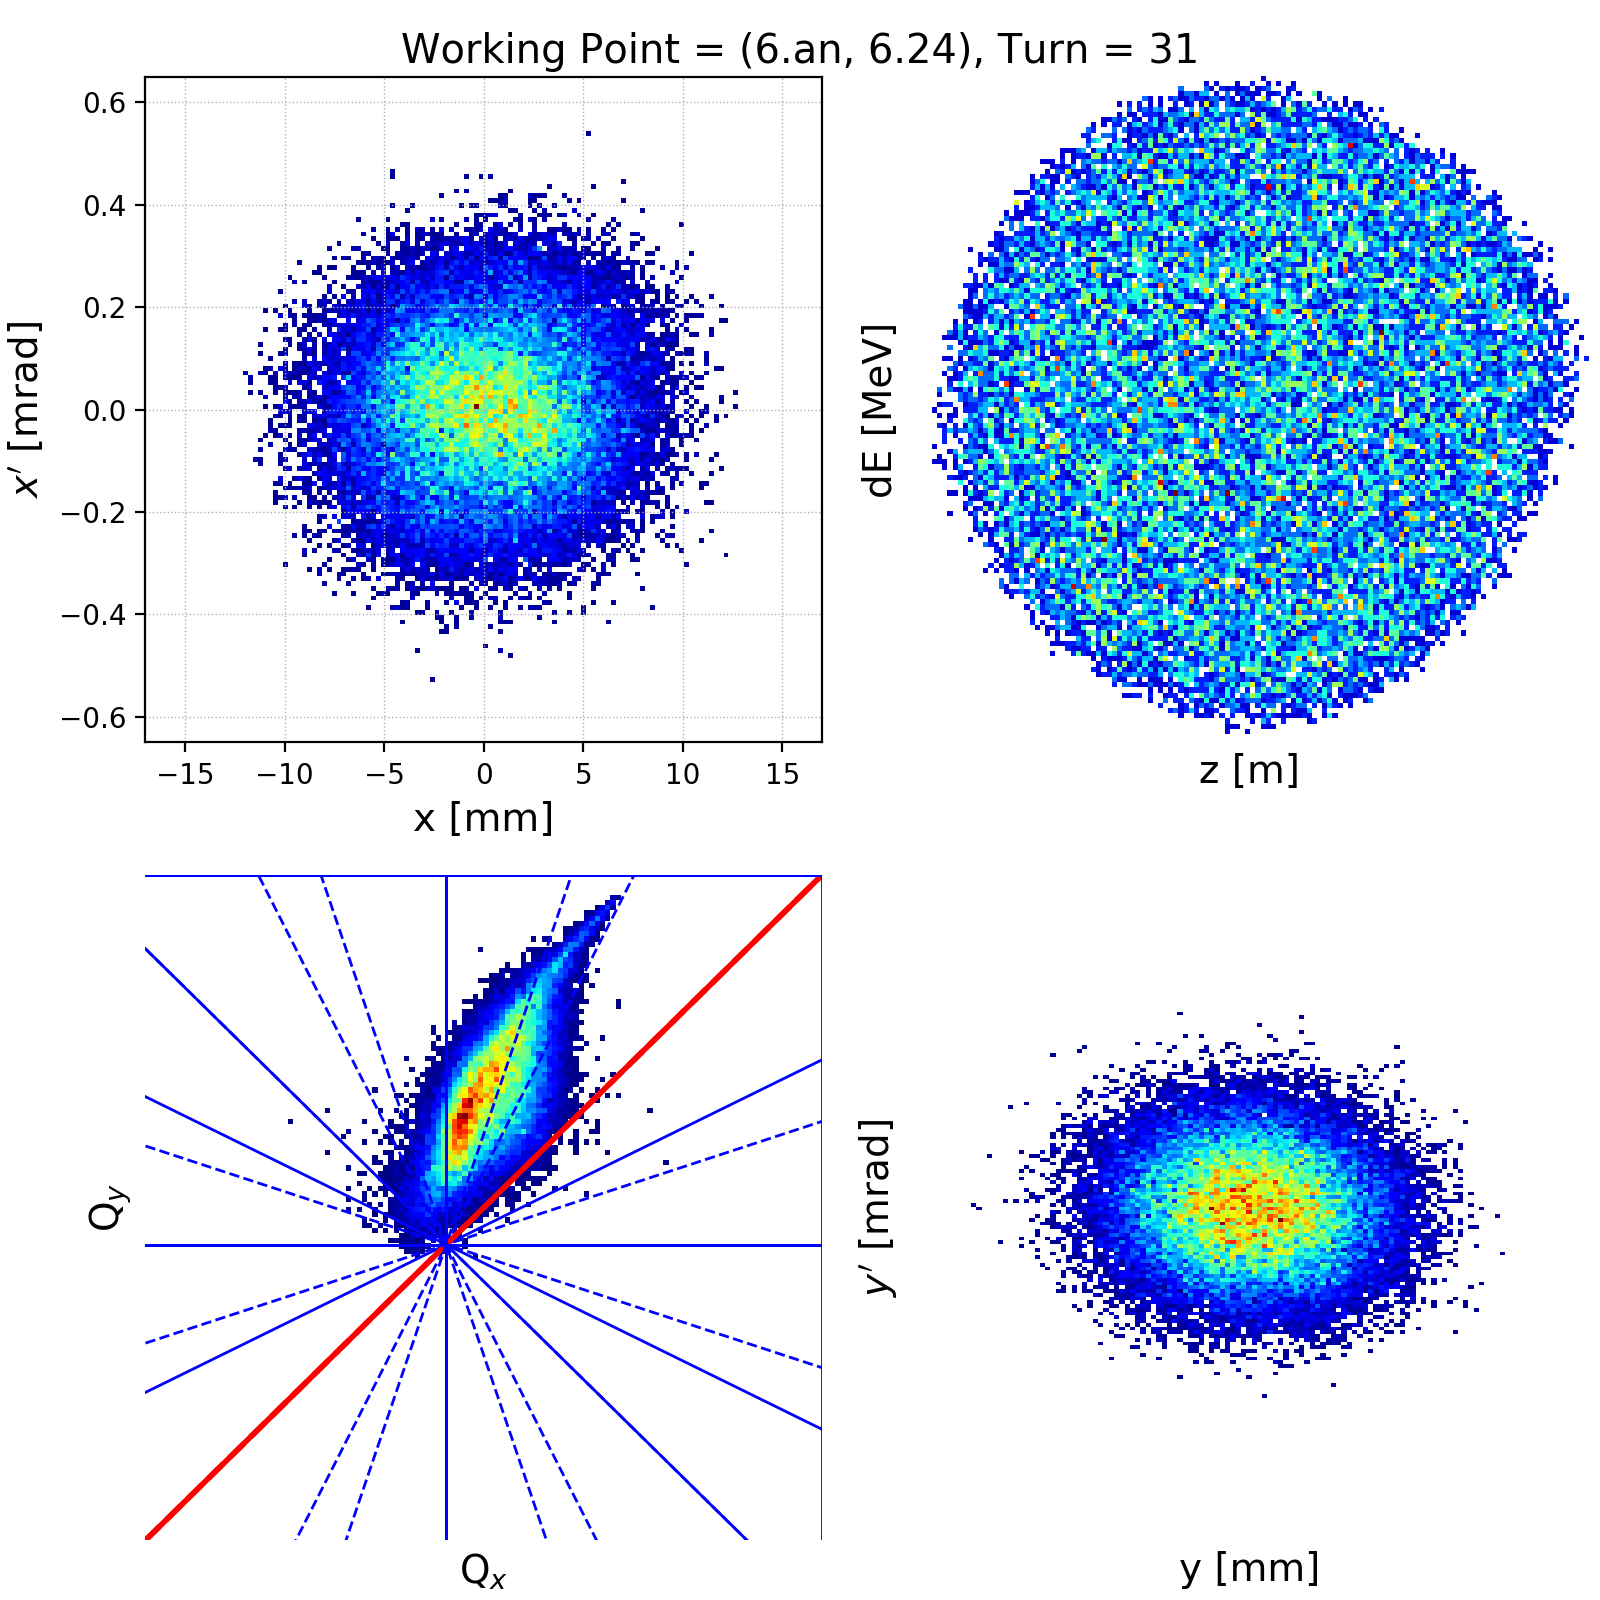 Working Point = (6.an, 6.24), Turn = 31
0.6
0.4
0.2
0.0
−0.2
−0.4
−0.6
x′ [mrad]
−15 −10 −5 0 5 10 15
x [mm]
dE [MeV]
z [m]
Qy
Qx
y′ [mrad]
y [mm]